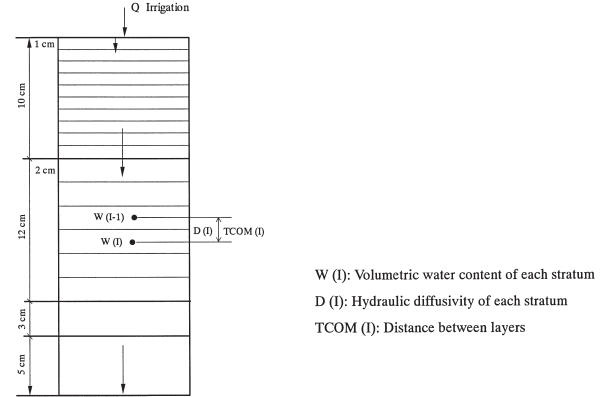 Q Irrigation
1 cm
10 cm
2 cm
12 cm
W (I-1)
W (I)
D (I)
TCOM (I)
3 cm
5 cm
W (I): Volumetric water content of each stratum
D (I): Hydraulic diffusivity of each stratum
TCOM (I): Distance between layers